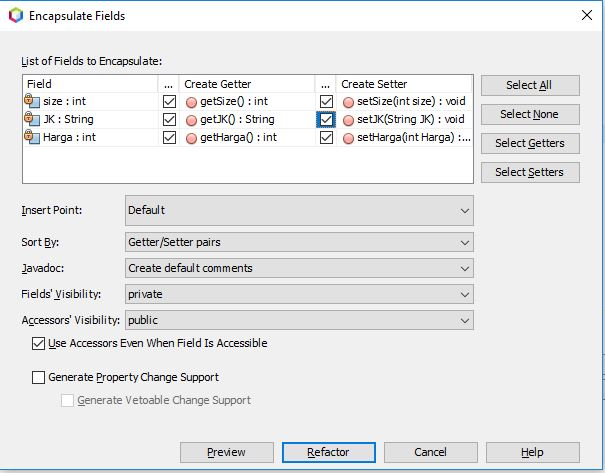 Encapsulate Fields
List of Fields to Encapsulate:
Field ... Create Getter ... Create Setter
size : int getSize() : int setSize(int size) : void
JK : String getJK() : String setJK(String JK) : void
Harga : int getHarga() : int setHarga(int Harga) :...
Select All
Select None
Select Getters
Select Setters
Insert Point: Default
Sort By: Getter/Setter pairs
Javadoc: Create default comments
Fields' Visibility: private
Accessors' Visibility: public
Use Accessors Even When Field Is Accessible
Generate Property Change Support
Generate Vetoable Change Support
Preview Refactor Cancel Help